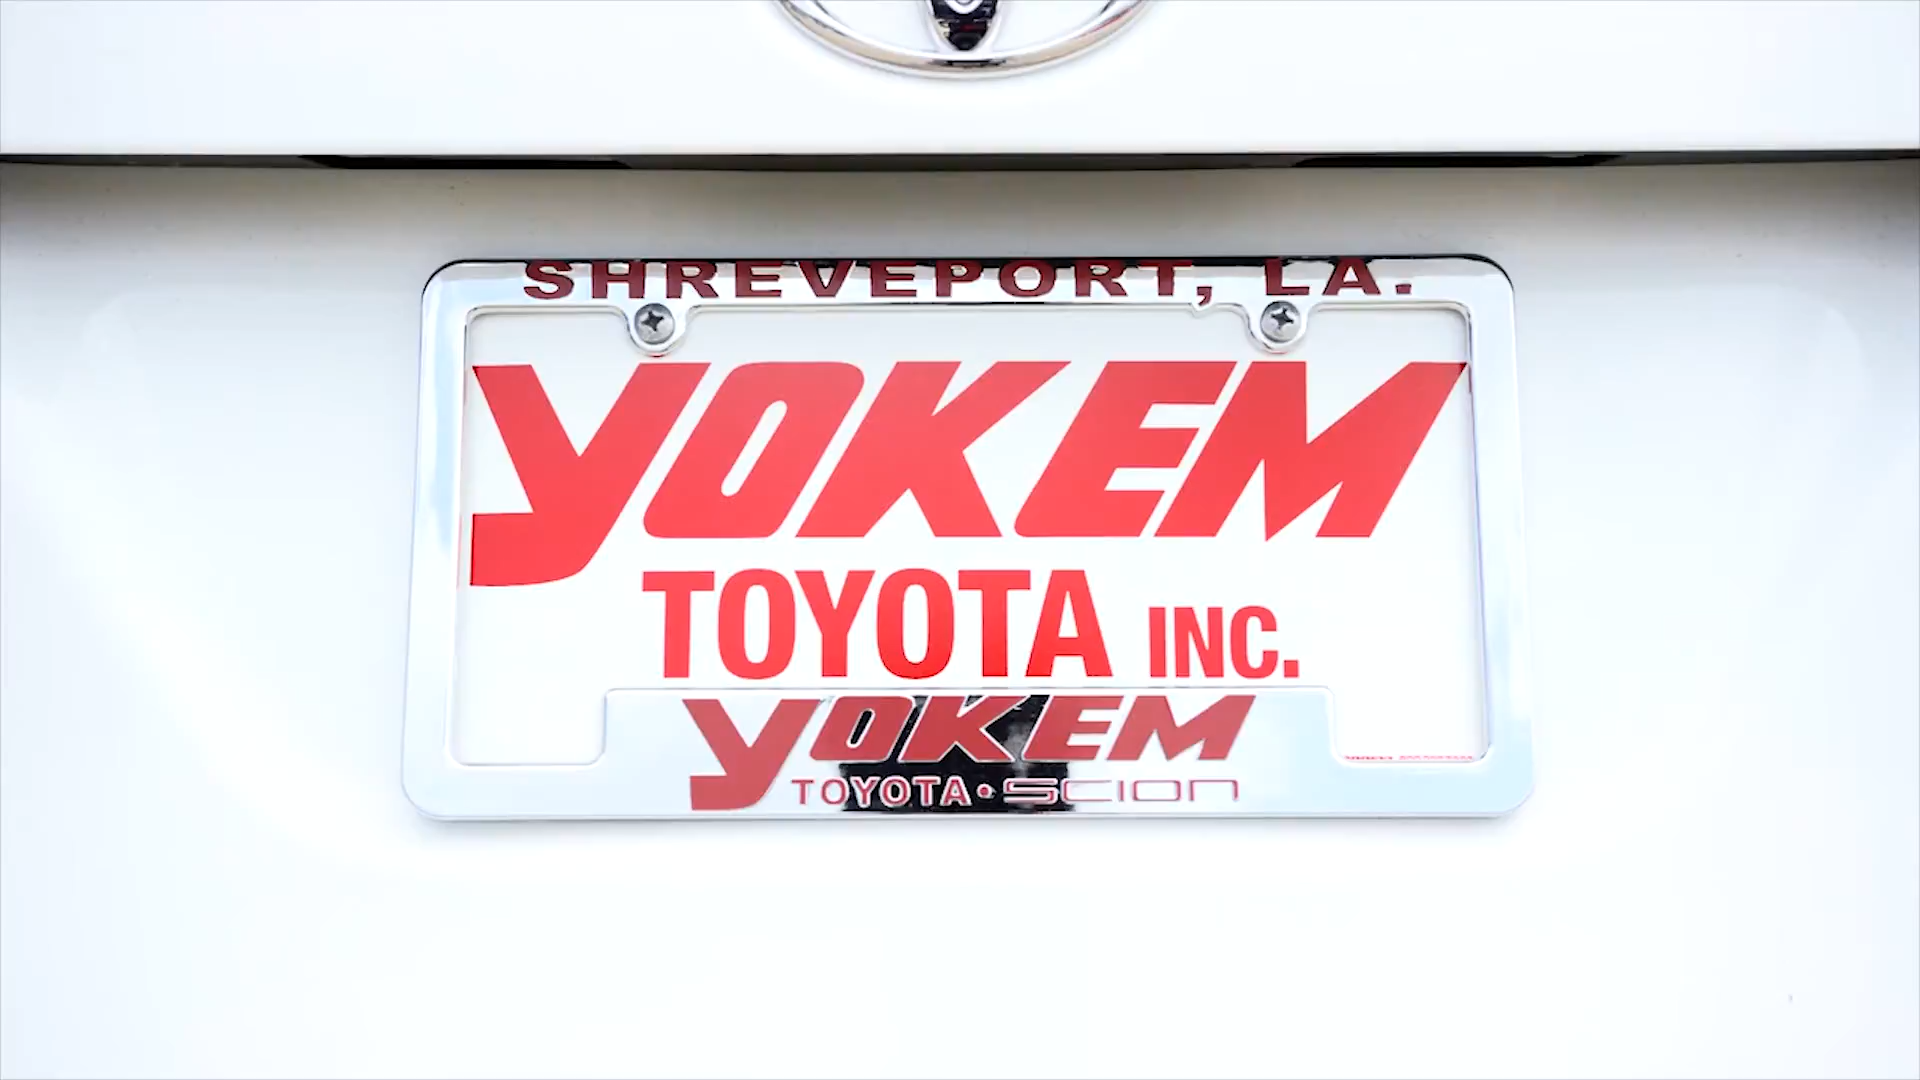 SHREVEPORT, LA.
YOKEM
TOYOTA INC.
YOKEM
TOYOTA • SCION